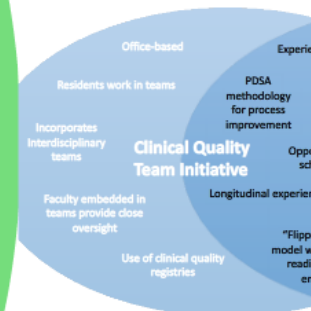 Office-based
Residents work in teams
Incorporates
Interdisciplinary
teams
Clinical Quality
Team Initiative
Faculty embedded in
teams provide close
oversight
Use of clinical quality
registries
PDSA
methodology
for process
improvement
Longitudinal
"Flipp
model w